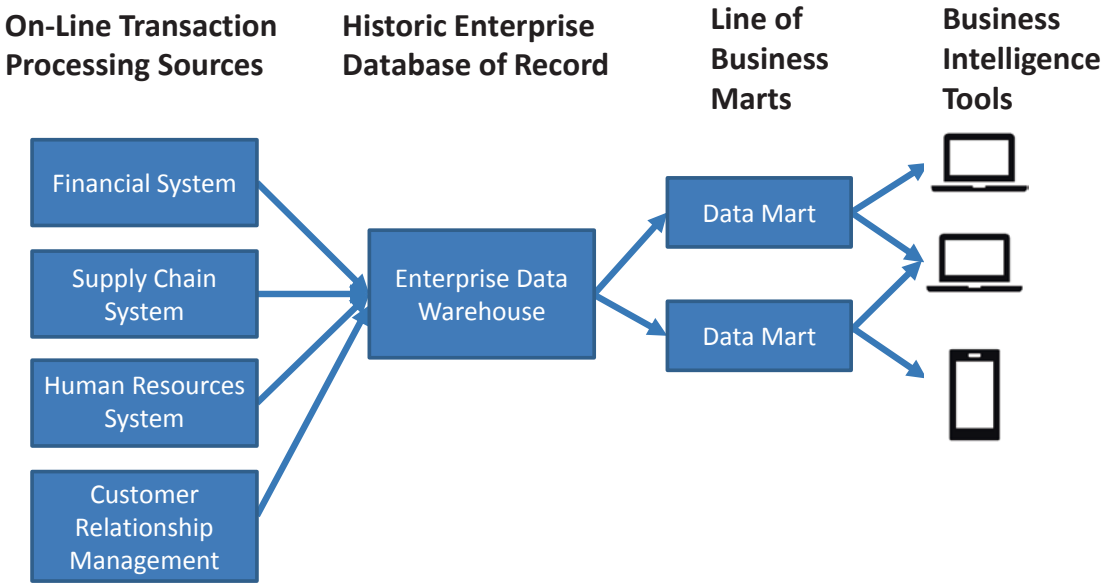 On-Line Transaction
Processing Sources
Historic Enterprise
Database of Record
Line of
Business
Marts
Business
Intelligence
Tools
Financial System
Supply Chain
System
Human Resources
System
Customer
Relationship
Management
Enterprise Data
Warehouse
Data Mart
Data Mart